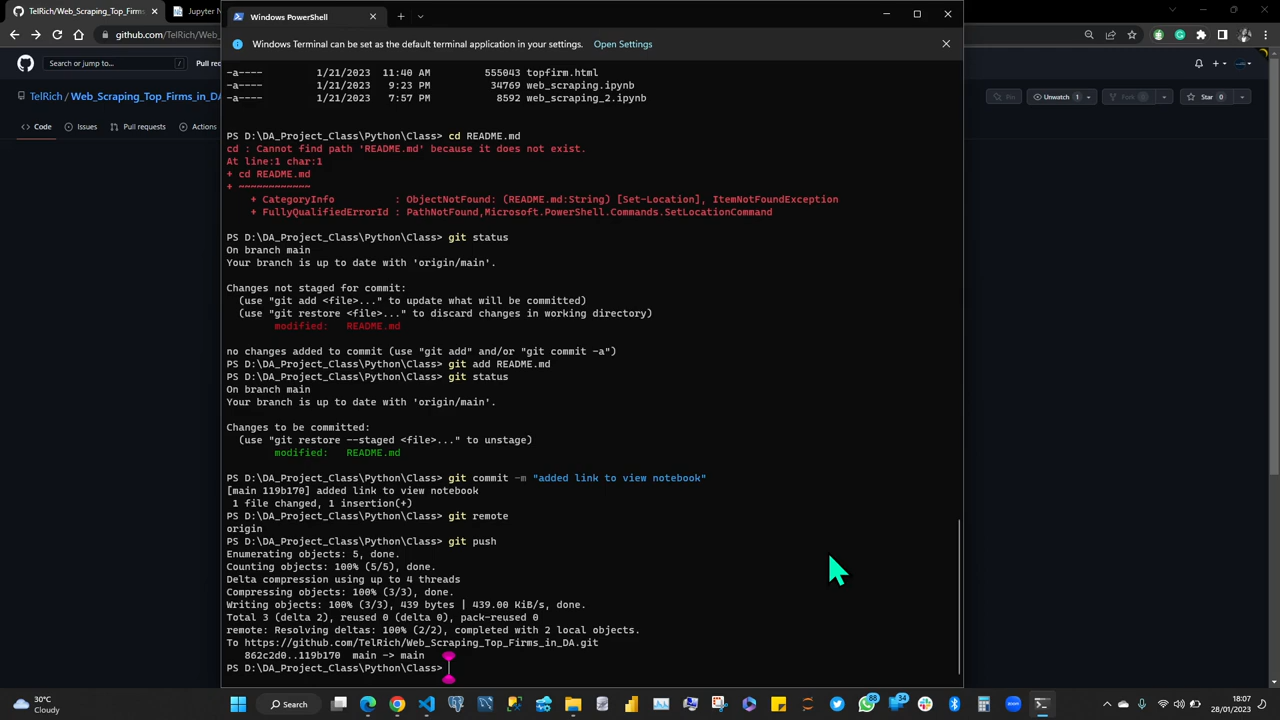 TelRich/Web_Scraping_Top_Firms
Jupyter N
Windows PowerShell
github.com/TelRich/Web_
Windows Terminal can be set as the default terminal application in your settings. Open Settings
Search or jump to...
/
Pull re
TelRich / Web_Scraping_Top_Firms_in_DA
Pin
Unwatch 1
Fork 0
Star 0
Code
Issues
Pull requests
Actions
-a---- 1/21/2023 11:40 AM 555043 topfirm.html
-a---- 1/21/2023 9:23 PM 34769 web_scraping.ipynb
-a---- 1/21/2023 7:57 PM 8592 web_scraping_2.ipynb
PS D:\DA_Project_Class\Python\Class> cd README.md
cd : Cannot find path 'README.md' because it does not exist.
At line:1 char:1
+ cd README.md
+ ~~~~~~~~~~~~
+ CategoryInfo : ObjectNotFound: (README.md:String) [Set-Location], ItemNotFoundException
+ FullyQualifiedErrorId : PathNotFound,Microsoft.PowerShell.Commands.SetLocationCommand
PS D:\DA_Project_Class\Python\Class> git status
On branch main
Your branch is up to date with 'origin/main'.
Changes not staged for commit:
(use "git add <file>..." to update what will be committed)
(use "git restore <file>..." to discard changes in working directory)
modified: README.md
no changes added to commit (use "git add" and/or "git commit -a")
PS D:\DA_Project_Class\Python\Class> git add README.md
PS D:\DA_Project_Class\Python\Class> git status
On branch main
Your branch is up to date with 'origin/main'.
Changes to be committed:
(use "git restore --staged <file>..." to unstage)
modified: README.md
PS D:\DA_Project_Class\Python\Class> git commit -m "added link to view notebook"
[main 119b170] added link to view notebook
1 file changed, 1 insertion(+)
PS D:\DA_Project_Class\Python\Class> git remote
origin
PS D:\DA_Project_Class\Python\Class> git push
Enumerating objects: 5, done.
Counting objects: 100% (5/5), done.
Delta compression using up to 4 threads
Compressing objects: 100% (3/3), done.
Writing objects: 100% (3/3), 439 bytes | 439.00 KiB/s, done.
Total 3 (delta 2), reused 0 (delta 0), pack-reused 0
remote: Resolving deltas: 100% (2/2), completed with 2 local objects.
To https://github.com/TelRich/Web_Scraping_Top_Firms_in_DA.git
862c2d0..119b170 main -> main
PS D:\DA_Project_Class\Python\Class>
30°C
Cloudy
Search
88
34
zoom
18:07
28/01/2023